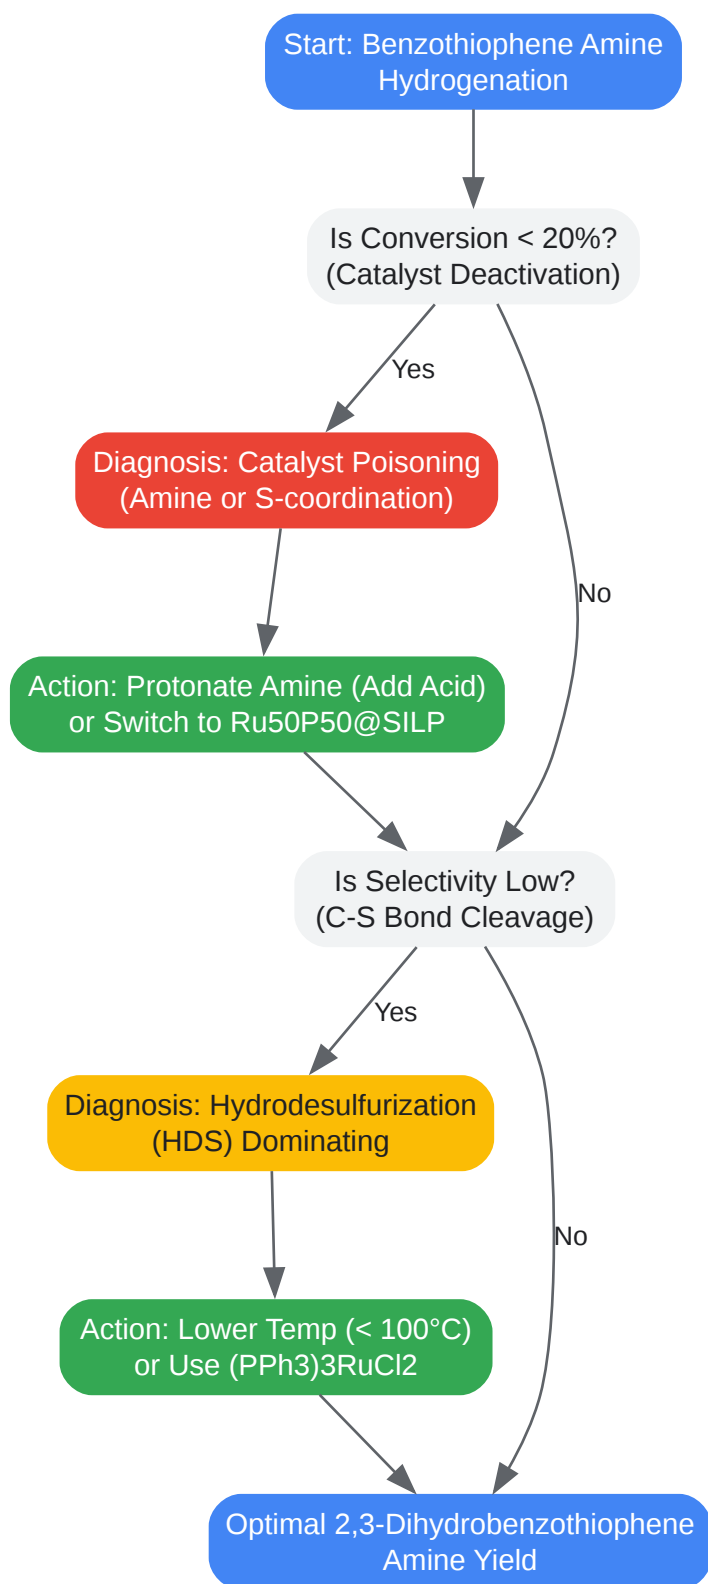 Start: Benzothiophene Amine
Hydrogenation
Is Conversion < 20%?
(Catalyst Deactivation)
Yes
Diagnosis: Catalyst Poisoning
(Amine or S-coordination)
No
Action: Protonate Amine (Add Acid)
or Switch to Ru50P50@SILP
Is Selectivity Low?
(C-S Bond Cleavage)
Yes
Diagnosis: Hydrodesulfurization
(HDS) Dominating
No
Action: Lower Temp (< 100°C)
or Use (PPh3)3RuCl2
Optimal 2,3-Dihydrobenzothiophene
Amine Yield